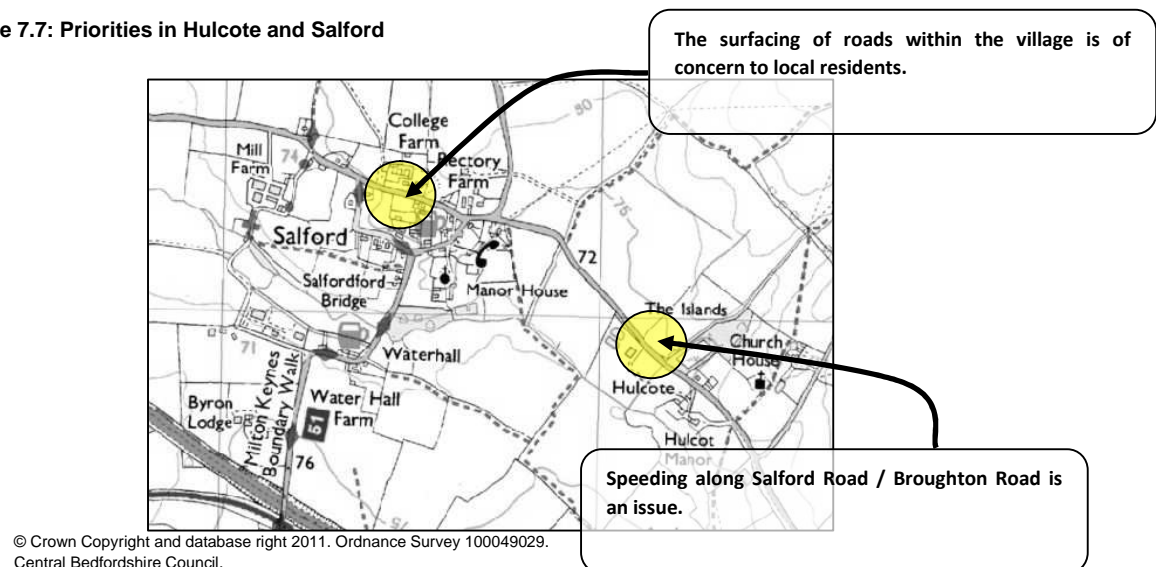 e 7.7: Priorities in Hulcote and Salford
The surfacing of roads within the village is of
concern to local residents.
50
College
Farm
Mill
Farm
74
Rectory
Farm
75
Salford
72
Salfordford
Bridge
Manor House
The Islands
71
Waterhall
Church
House
Hulcote
Milton Keynes
Boundary Walk
Byron
Lodge
Water Hall
Farm
51
Hulcot
Manor
76
75
Speeding along Salford Road / Broughton Road is
an issue.
© Crown Copyright and database right 2011. Ordnance Survey 100049029.
Central Bedfordshire Council.